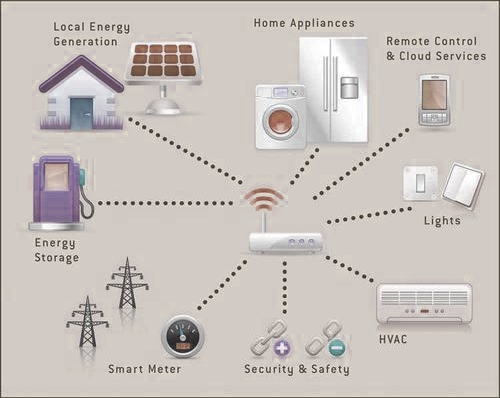 Local Energy
Generation
Home Appliances
Remote Control
& Cloud Services
Lights
Energy
Storage
HVAC
Smart Meter
Security & Safety